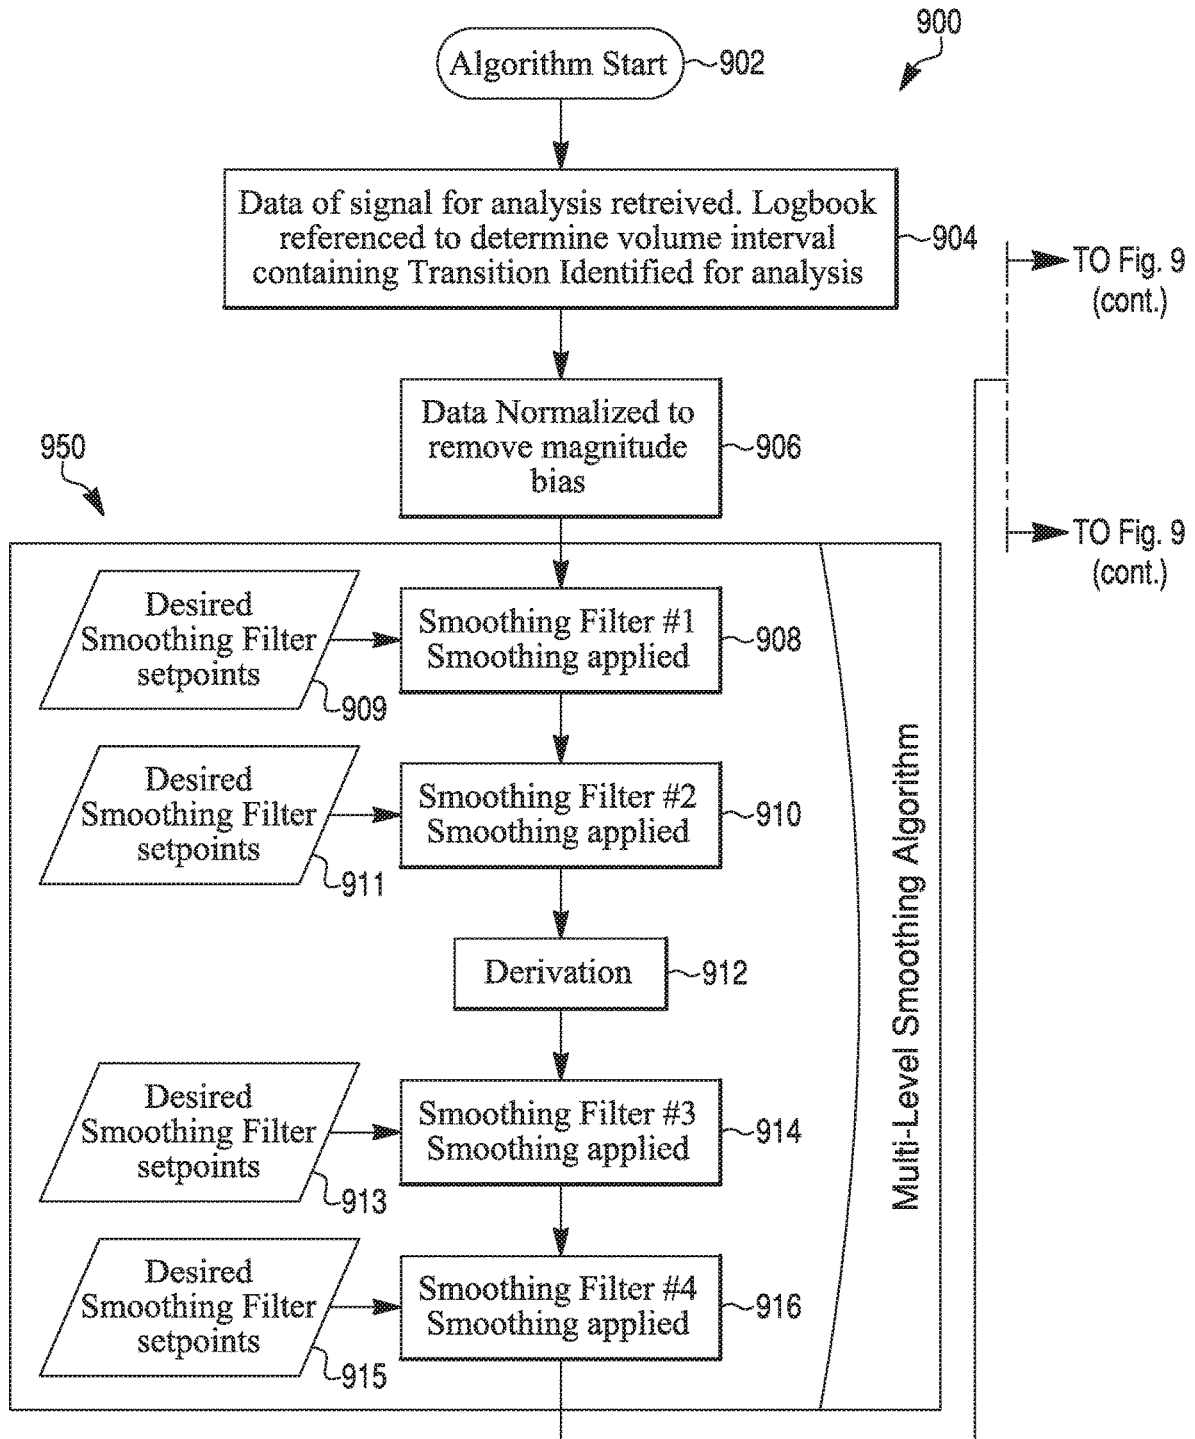 900
Algorithm Start
902
Data of signal for analysis retreived. Logbook
referenced to determine volume interval
containing Transition Identified for analysis
904
TO Fig. 9
(cont.)
Data Normalized to
remove magnitude
bias
906
950
TO Fig. 9
(cont.)
Desired
Smoothing Filter
setpoints
909
Smoothing Filter #1
Smoothing applied
908
Desired
Smoothing Filter
setpoints
911
Smoothing Filter #2
Smoothing applied
910
Derivation
912
Desired
Smoothing Filter
setpoints
913
Smoothing Filter #3
Smoothing applied
914
Desired
Smoothing Filter
setpoints
915
Smoothing Filter #4
Smoothing applied
916
Multi-Level Smoothing Algorithm